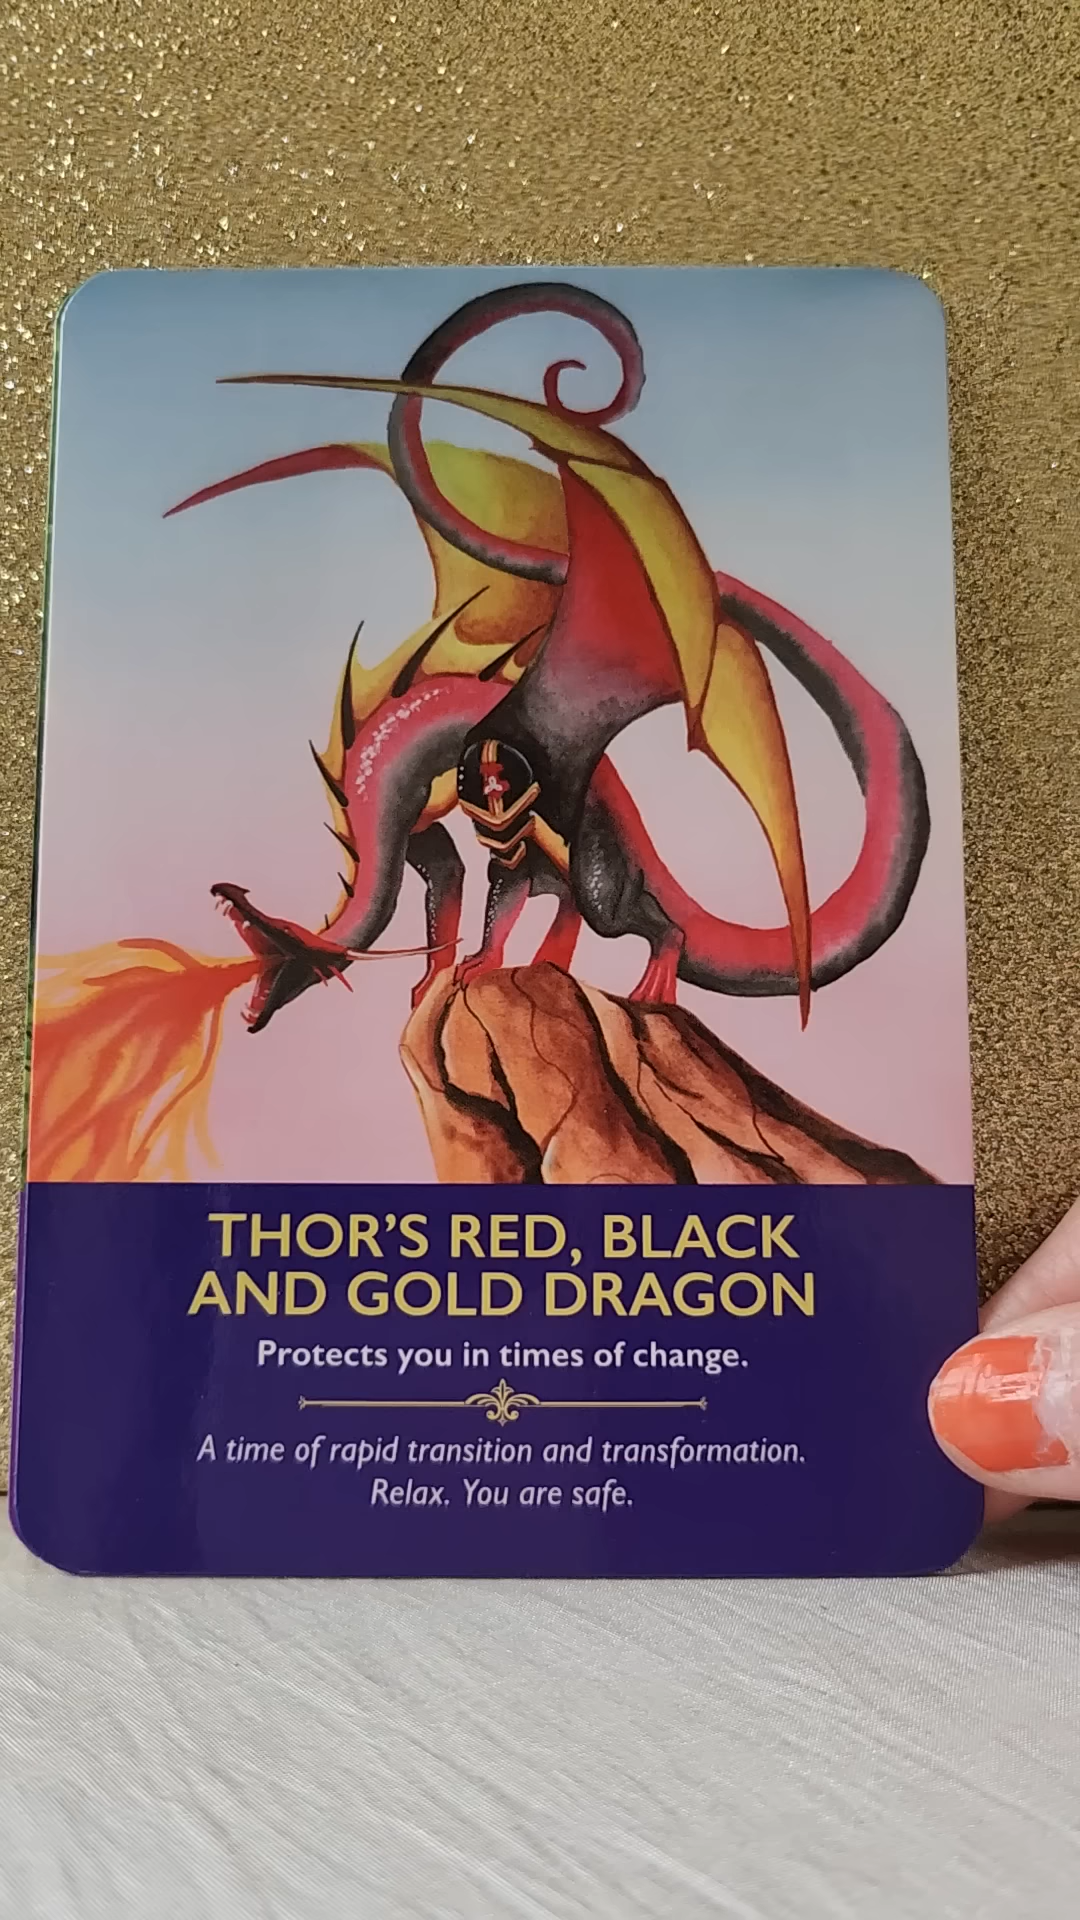 THOR'S RED, BLACK
AND GOLD DRAGON
Protects you in times of change.
A time of rapid transition and transformation.
Relax. You are safe.